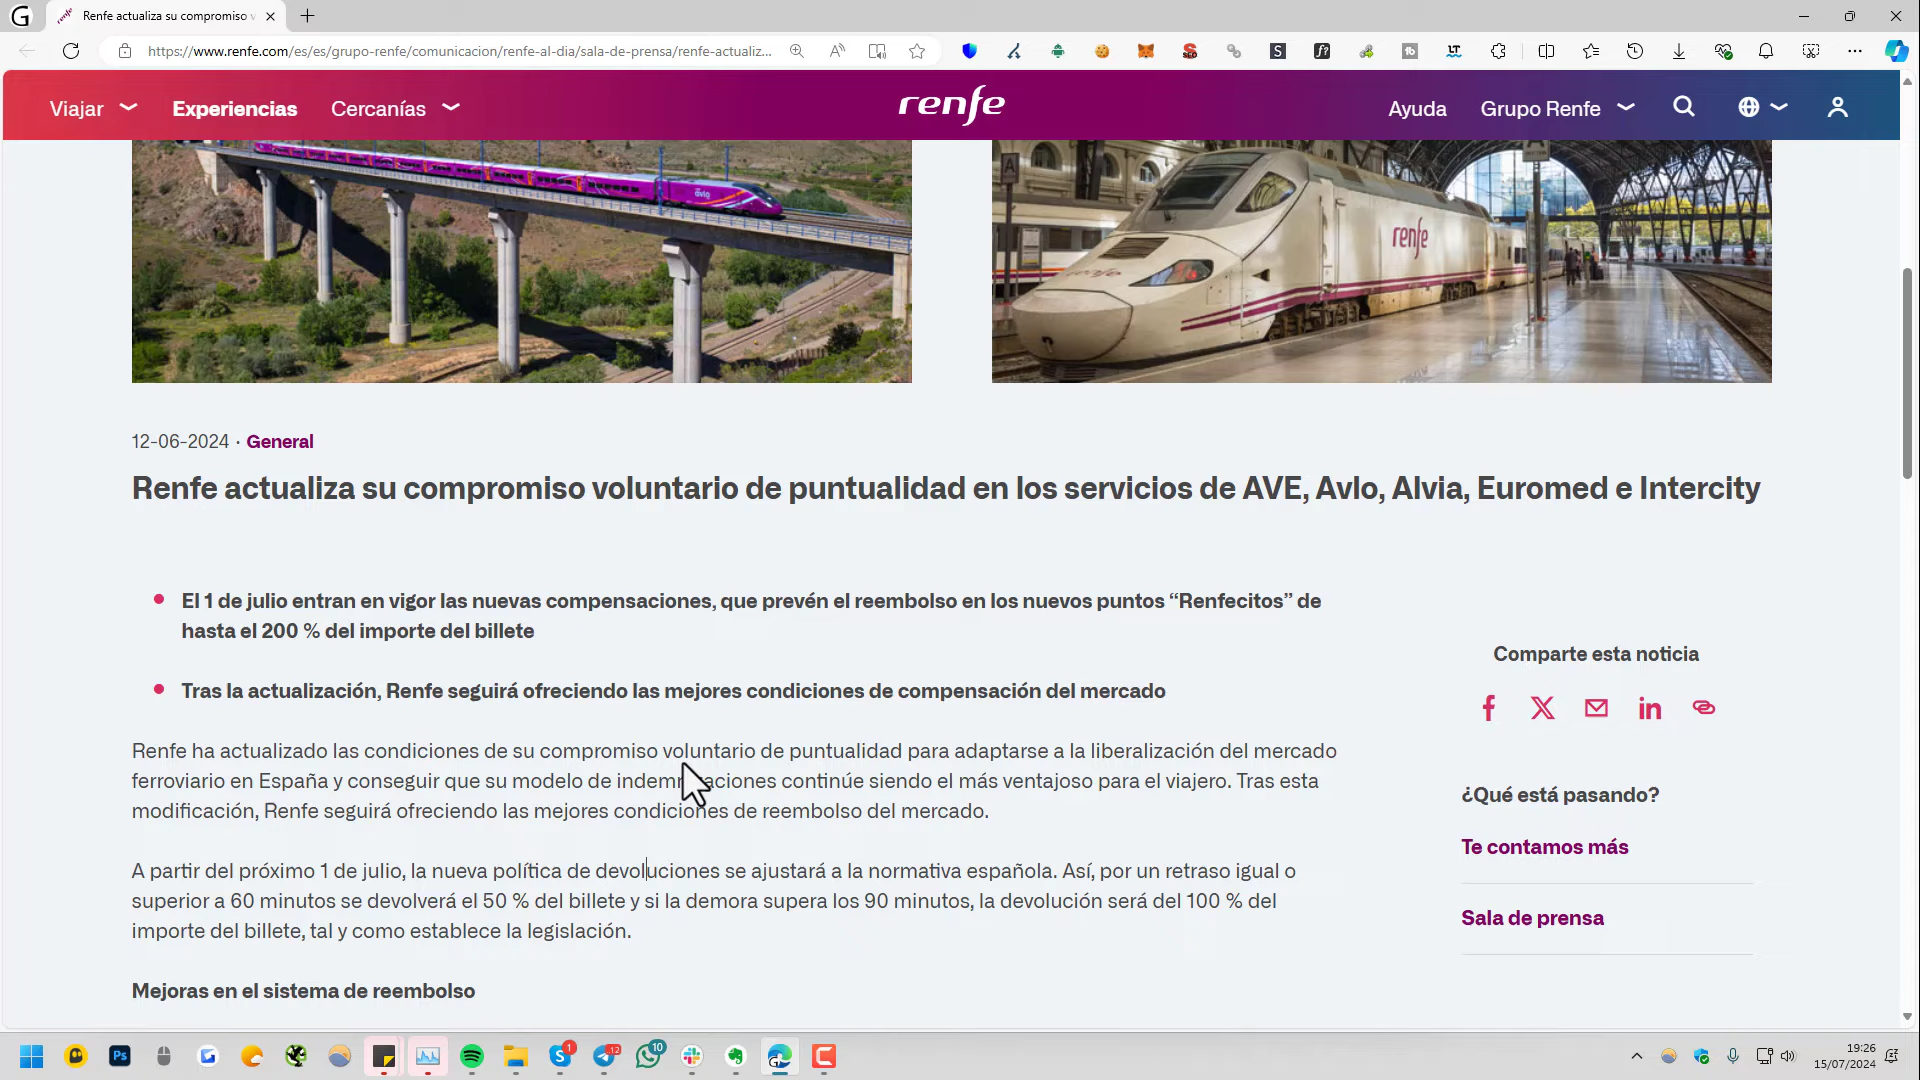 Renfe actualiza su compromiso v
https://www.renfe.com/es/es/grupo-renfe/comunicacion/renfe-al-dia/sala-de-prensa/renfe-actualiz...
Viajar
Experiencias
Cercanías
renfe
Ayuda
Grupo Renfe
avlo
renfe
12-06-2024 · General
Renfe actualiza su compromiso voluntario de puntualidad en los servicios de AVE, Avlo, Alvia, Euromed e Intercity
El 1 de julio entran en vigor las nuevas compensaciones, que prevén el reembolso en los nuevos puntos “Renfecitos” de
hasta el 200 % del importe del billete
Tras la actualización, Renfe seguirá ofreciendo las mejores condiciones de compensación del mercado
Renfe ha actualizado las condiciones de su compromiso voluntario de puntualidad para adaptarse a la liberalización del mercado
ferroviario en España y conseguir que su modelo de indemnizaciones continúe siendo el más ventajoso para el viajero. Tras esta
modificación, Renfe seguirá ofreciendo las mejores condiciones de reembolso del mercado.
A partir del próximo 1 de julio, la nueva política de devoluciones se ajustará a la normativa española. Así, por un retraso igual o
superior a 60 minutos se devolverá el 50 % del billete y si la demora supera los 90 minutos, la devolución será del 100 % del
importe del billete, tal y como establece la legislación.
Mejoras en el sistema de reembolso
Comparte esta noticia
¿Qué está pasando?
Te contamos más
Sala de prensa
Ps
1
12
10
19:26
15/07/2024